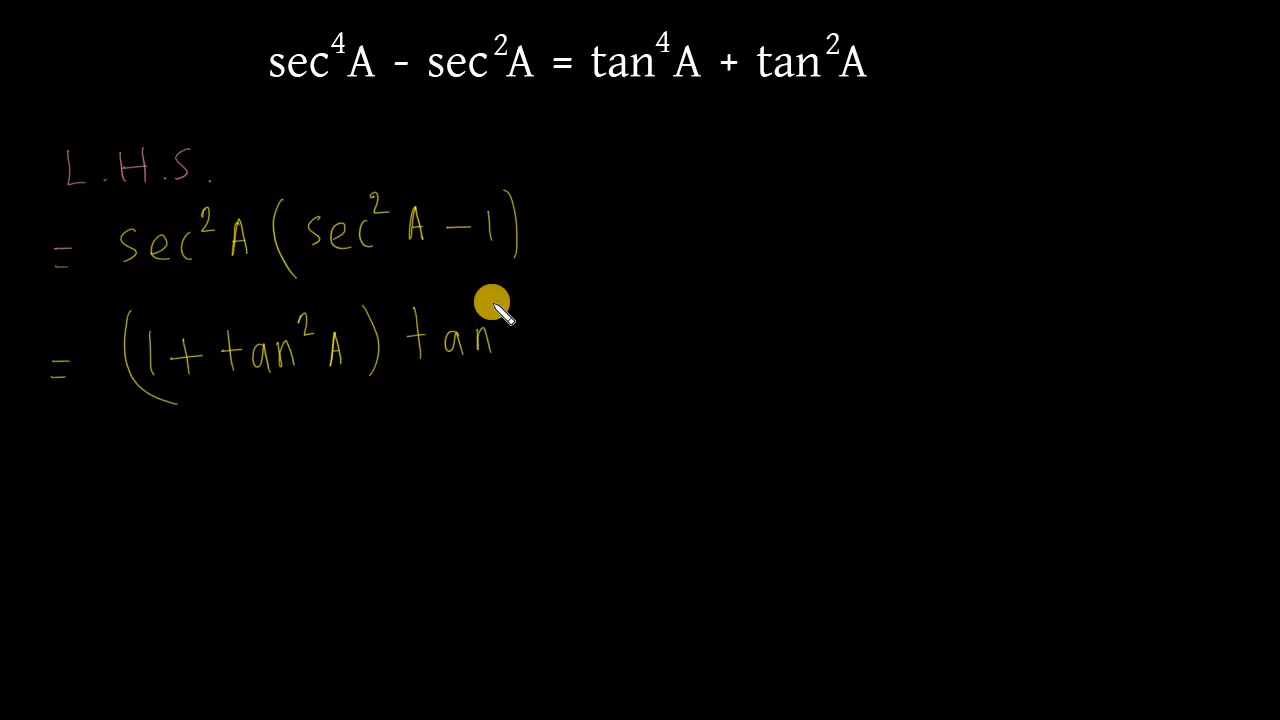 sec⁴A - sec²A = tan⁴A + tan²A
L.H.S.
= sec²A (sec²A - 1)
= (1 + tan²A) tan